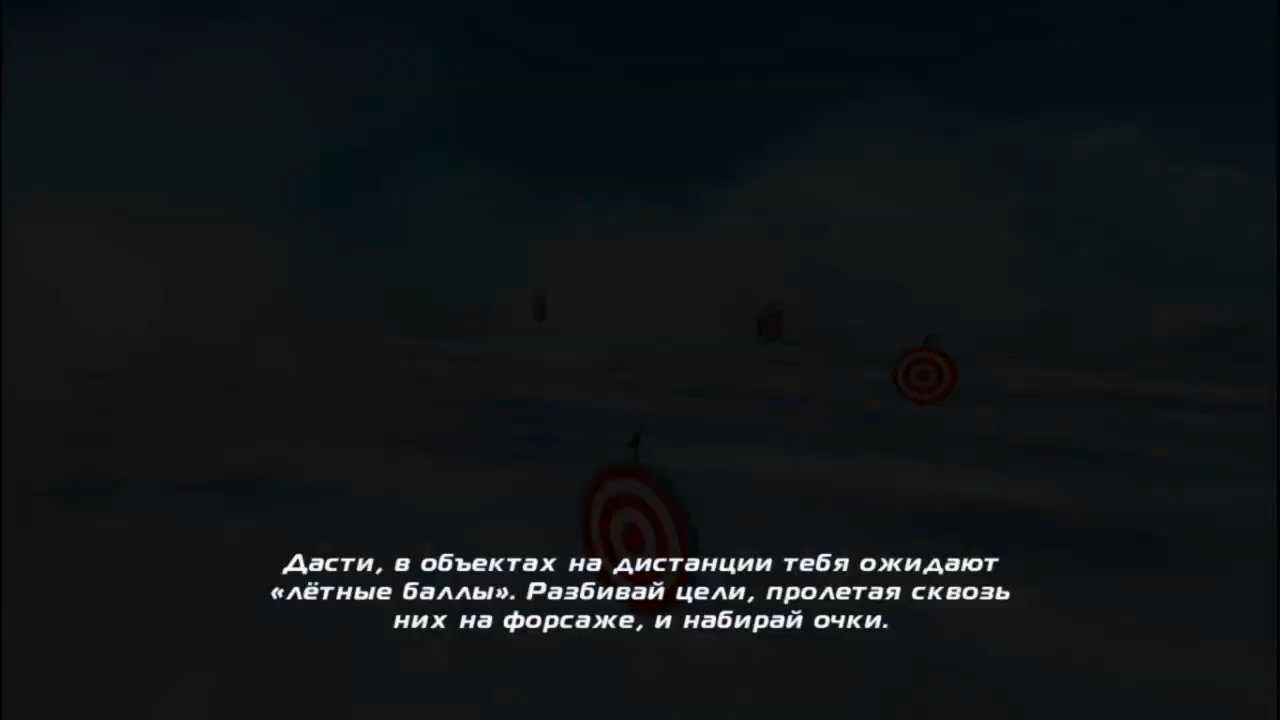 Дасти, в объектах на дистанции тебя ожидают
«лётные баллы». Разбивай цели, пролетая сквозь
них на форсаже, и набирай очки.